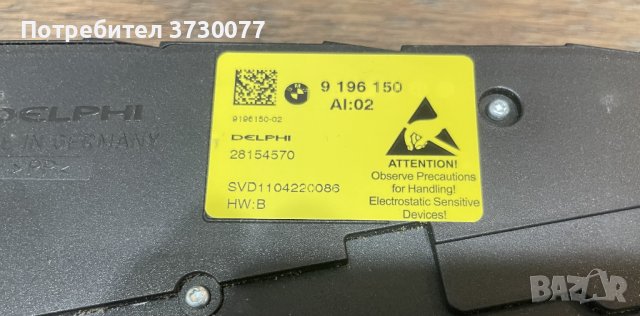 Потребител 3730077
DELPHI
IN GERMANY
9 196 150
AI:02
9196150-02
DELPHI
28154570
SVD1104220086
HW:B
ATTENTION!
Observe Precautions
for Handling!
Electrostatic Sensitive
Devices!
BAZAR